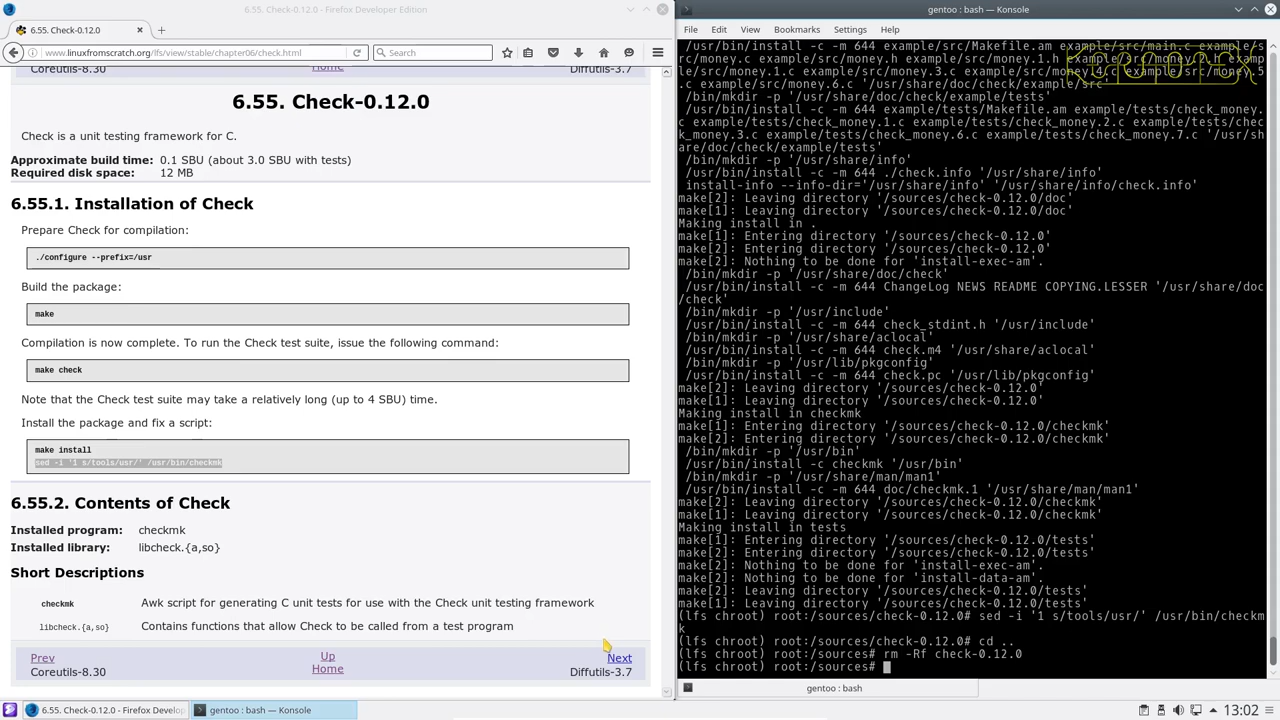 6.55. Check-0.12.0 - Firefox Developer Edition
6.55. Check-0.12.0
www.linuxfromscratch.org/lfs/view/stable/chapter06/check.html
Search
Coreutils-8.30 Home Diffutils-3.7
6.55. Check-0.12.0
Check is a unit testing framework for C.
Approximate build time: 0.1 SBU (about 3.0 SBU with tests)
Required disk space: 12 MB
6.55.1. Installation of Check
Prepare Check for compilation:
./configure --prefix=/usr
Build the package:
make
Compilation is now complete. To run the Check test suite, issue the following command:
make check
Note that the Check test suite may take a relatively long (up to 4 SBU) time.
Install the package and fix a script:
make install
sed -i '1 s/tools/usr/' /usr/bin/checkmk
6.55.2. Contents of Check
Installed program: checkmk
Installed library: libcheck.{a,so}
Short Descriptions
checkmk Awk script for generating C unit tests for use with the Check unit testing framework
libcheck.{a,so} Contains functions that allow Check to be called from a test program
Prev Up Next
Coreutils-8.30 Home Diffutils-3.7
gentoo : bash — Konsole
File Edit View Bookmarks Settings Help
/usr/bin/install -c -m 644 example/src/Makefile.am example/src/main.c example/s
rc/money.c example/src/money.h example/src/money.1.h example/src/money.2.h examp
le/src/money.1.c example/src/money.3.c example/src/money.4.c example/src/money.5
.c example/src/money.6.c '/usr/share/doc/check/example/src'
/bin/mkdir -p '/usr/share/doc/check/example/tests'
/usr/bin/install -c -m 644 example/tests/Makefile.am example/tests/check_money.
c example/tests/check_money.1.c example/tests/check_money.2.c example/tests/chec
k_money.3.c example/tests/check_money.6.c example/tests/check_money.7.c '/usr/sh
are/doc/check/example/tests'
/bin/mkdir -p '/usr/share/info'
/usr/bin/install -c -m 644 ./check.info '/usr/share/info'
install-info --info-dir='/usr/share/info' '/usr/share/info/check.info'
make[2]: Leaving directory '/sources/check-0.12.0/doc'
make[1]: Leaving directory '/sources/check-0.12.0/doc'
Making install in .
make[1]: Entering directory '/sources/check-0.12.0'
make[2]: Entering directory '/sources/check-0.12.0'
make[2]: Nothing to be done for 'install-exec-am'.
/bin/mkdir -p '/usr/share/doc/check'
/usr/bin/install -c -m 644 ChangeLog NEWS README COPYING.LESSER '/usr/share/doc
/check'
/bin/mkdir -p '/usr/include'
/usr/bin/install -c -m 644 check_stdint.h '/usr/include'
/bin/mkdir -p '/usr/share/aclocal'
/usr/bin/install -c -m 644 check.m4 '/usr/share/aclocal'
/bin/mkdir -p '/usr/lib/pkgconfig'
/usr/bin/install -c -m 644 check.pc '/usr/lib/pkgconfig'
make[2]: Leaving directory '/sources/check-0.12.0'
make[1]: Leaving directory '/sources/check-0.12.0'
Making install in checkmk
make[1]: Entering directory '/sources/check-0.12.0/checkmk'
make[2]: Entering directory '/sources/check-0.12.0/checkmk'
/bin/mkdir -p '/usr/bin'
/usr/bin/install -c checkmk '/usr/bin'
/bin/mkdir -p '/usr/share/man/man1'
/usr/bin/install -c -m 644 doc/checkmk.1 '/usr/share/man/man1'
make[2]: Leaving directory '/sources/check-0.12.0/checkmk'
make[1]: Leaving directory '/sources/check-0.12.0/checkmk'
Making install in tests
make[1]: Entering directory '/sources/check-0.12.0/tests'
make[2]: Entering directory '/sources/check-0.12.0/tests'
make[2]: Nothing to be done for 'install-exec-am'.
make[2]: Nothing to be done for 'install-data-am'.
make[2]: Leaving directory '/sources/check-0.12.0/tests'
make[1]: Leaving directory '/sources/check-0.12.0/tests'
(lfs chroot) root:/sources/check-0.12.0# sed -i '1 s/tools/usr/' /usr/bin/checkm
k
(lfs chroot) root:/sources/check-0.12.0# cd ..
(lfs chroot) root:/sources# rm -Rf check-0.12.0
(lfs chroot) root:/sources#
gentoo : bash
6.55. Check-0.12.0 - Firefox Develop
gentoo : bash — Konsole
13:02